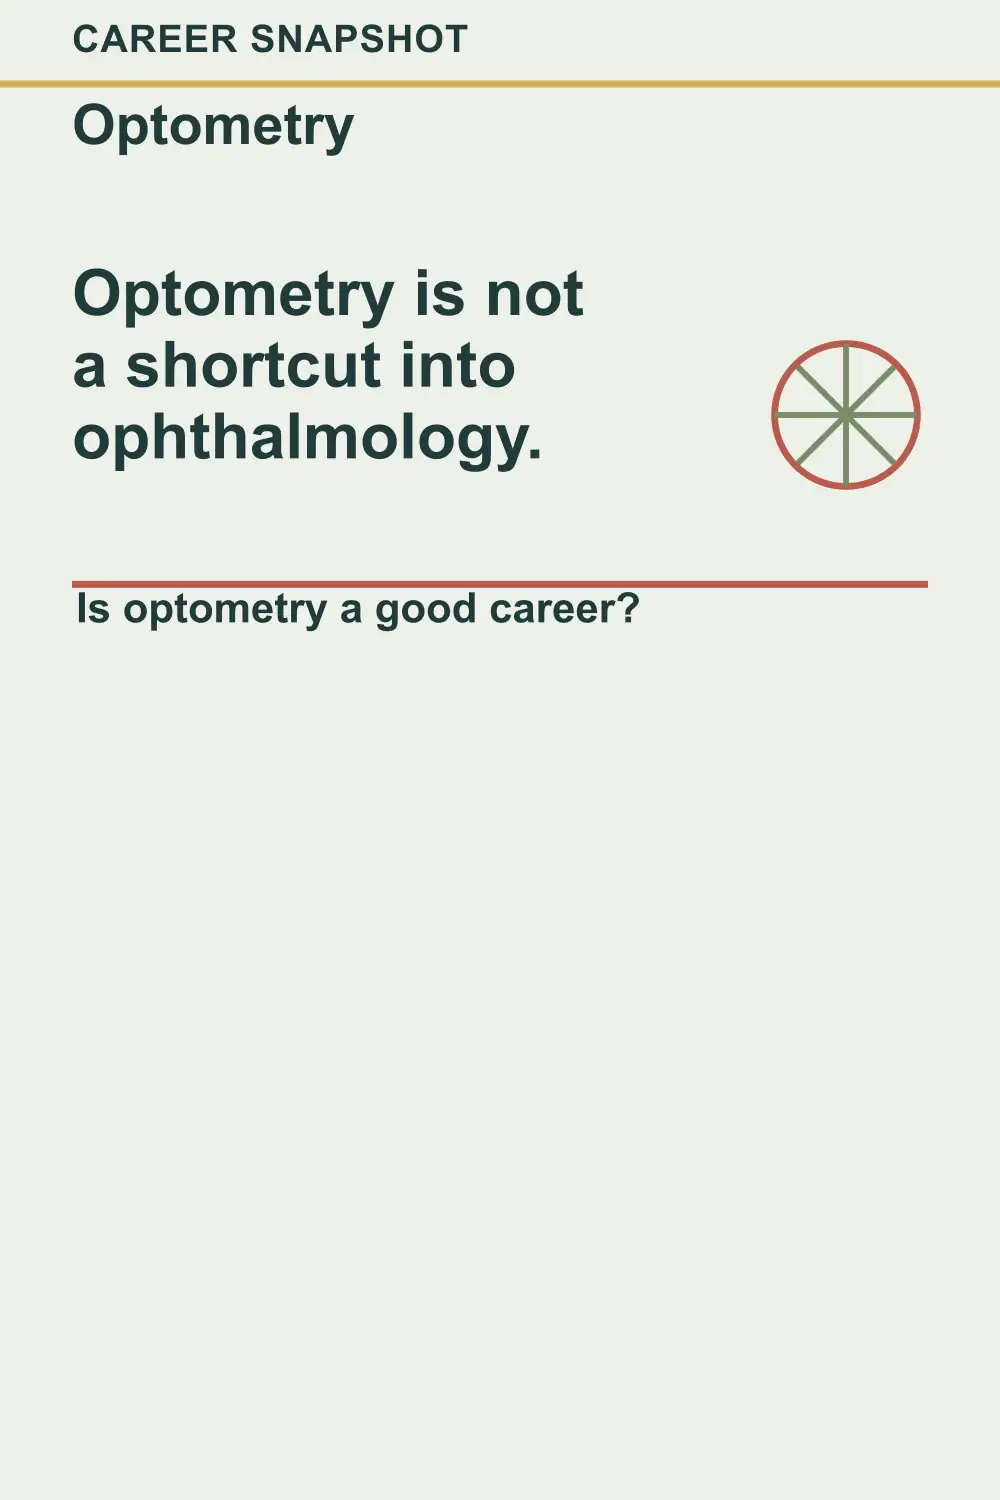 CAREER SNAPSHOT
Optometry
Optometry is not
a shortcut into
ophthalmology.
Is optometry a good career?